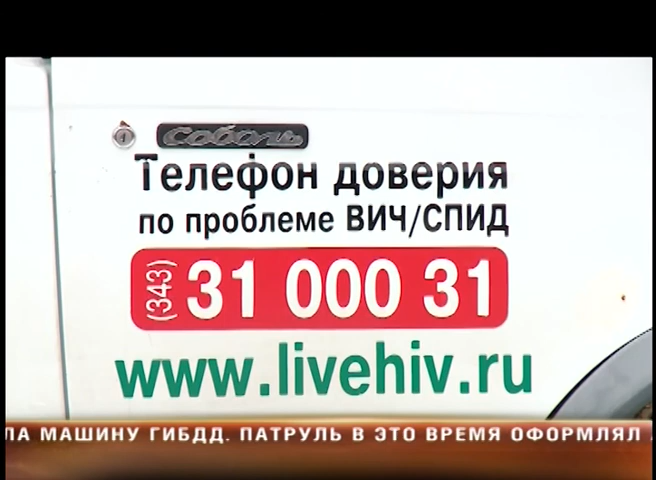 Соболь
Телефон доверия
по проблеме ВИЧ/СПИД
(343) 31 000 31
www.livehiv.ru
ЛА МАШИНУ ГИБДД. ПАТРУЛЬ В ЭТО ВРЕМЯ ОФОРМЛЯЛ